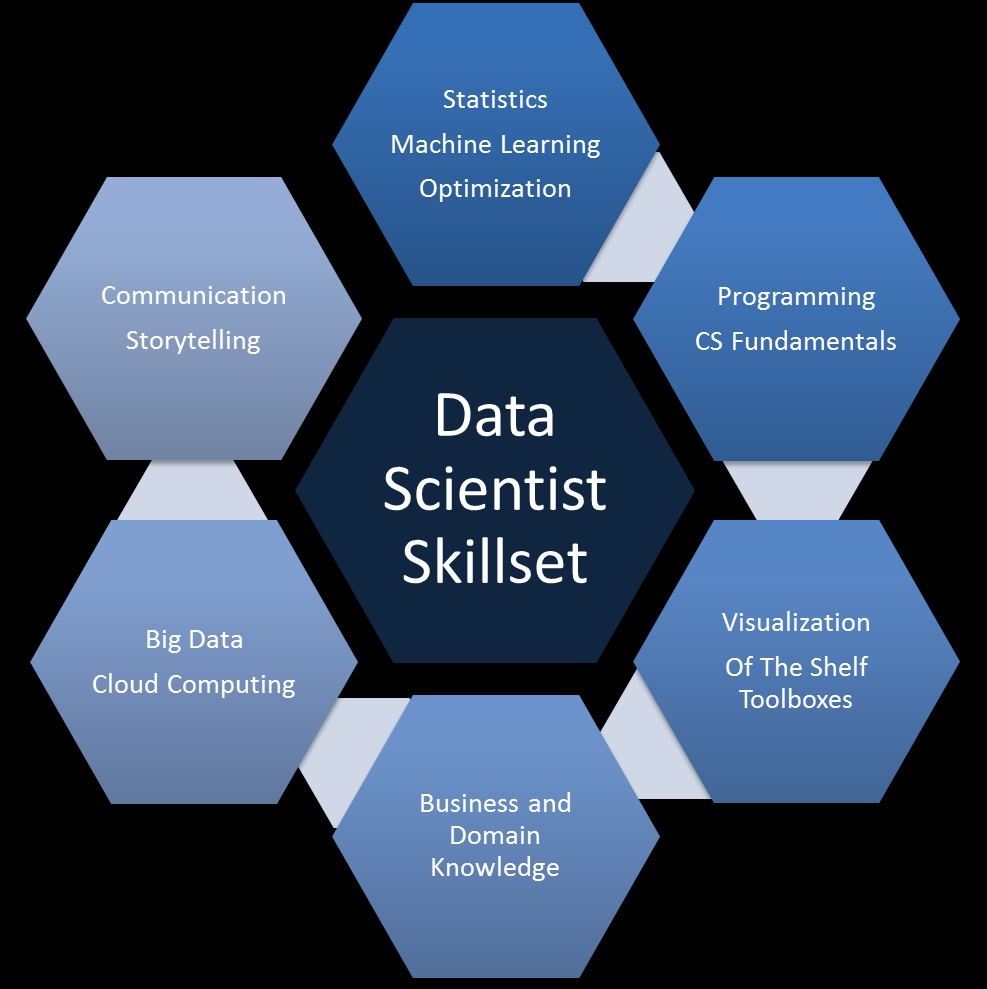 Statistics
Machine Learning
Optimization
Programming
CS Fundamentals
Visualization
Of The Shelf
Toolboxes
Business and
Domain
Knowledge
Big Data
Cloud Computing
Communication
Storytelling
Data
Scientist
Skillset